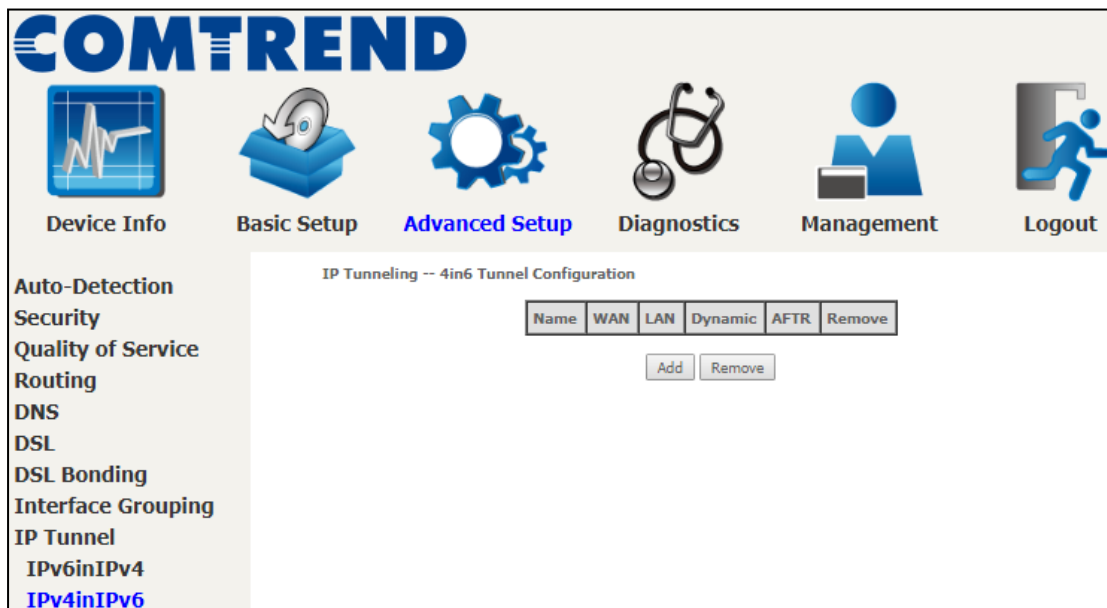 COMTREND
Device Info
Basic Setup
Advanced Setup
Diagnostics
Management
Logout
Auto-Detection
Security
Quality of Service
Routing
DNS
DSL
DSL Bonding
Interface Grouping
IP Tunnel
IPv6inIPv4
IPv4inIPv6
IP Tunneling -- 4in6 Tunnel Configuration
Name WAN LAN Dynamic AFTR Remove
Add Remove